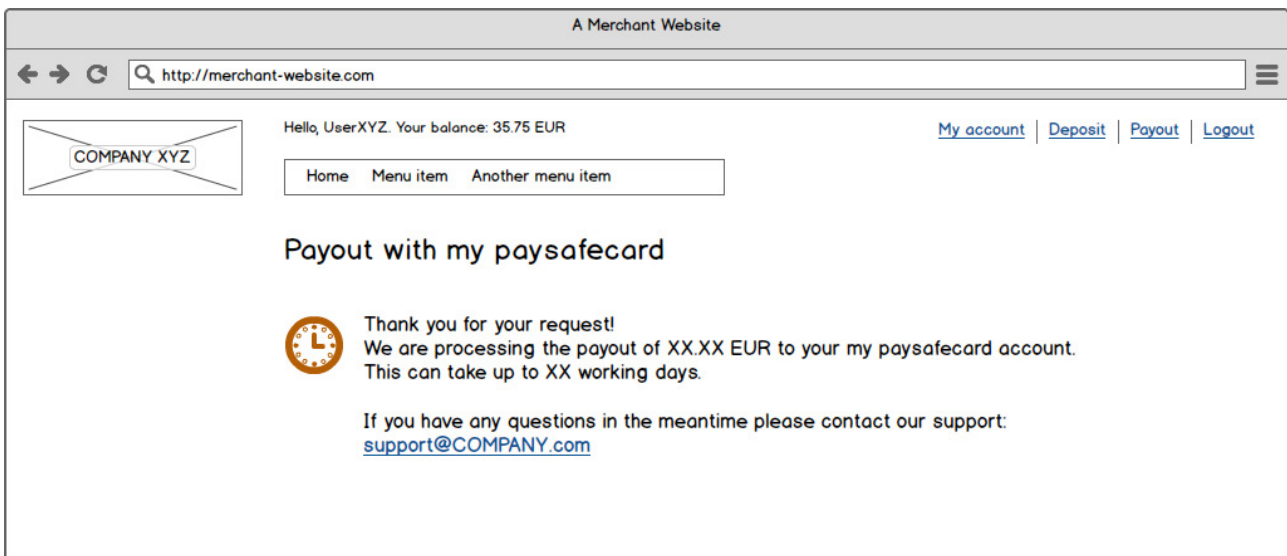 A Merchant Website
http://merchant-website.com
COMPANY XYZ
Hello, UserXYZ. Your balance: 35.75 EUR
My account Deposit Payout Logout
Home Menu item Another menu item
Payout with my paysafecard
Thank you for your request!
We are processing the payout of XX.XX EUR to your my paysafecard account.
This can take up to XX working days.
If you have any questions in the meantime please contact our support:
support@COMPANY.com